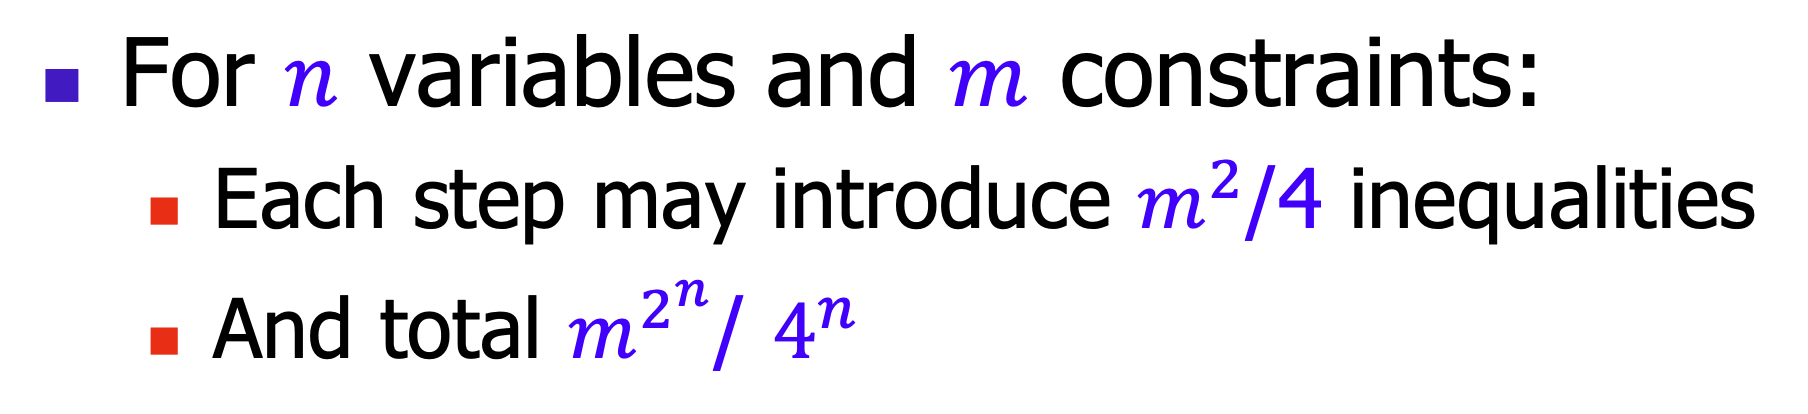 For n variables and m constraints:
Each step may introduce m²/4 inequalities
And total m^{2^n}/ 4^n